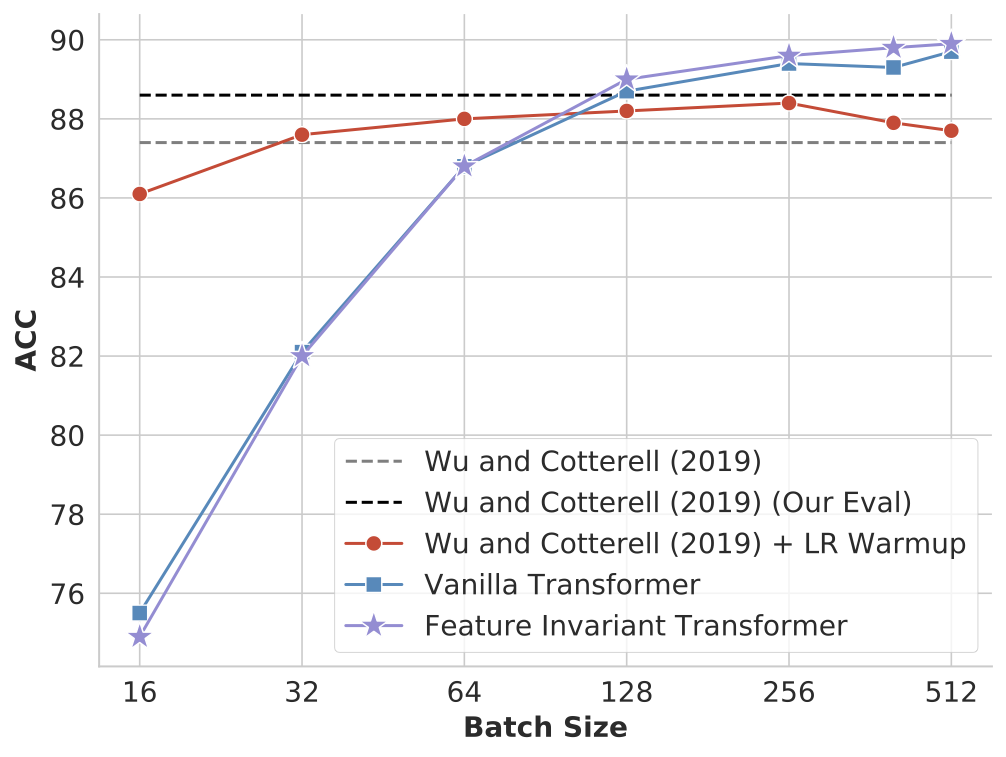 90
88
86
84
82
80
78
76
ACC
Wu and Cotterell (2019)
Wu and Cotterell (2019) (Our Eval)
Wu and Cotterell (2019) + LR Warmup
Vanilla Transformer
Feature Invariant Transformer
16 32 64 128 256 512
Batch Size